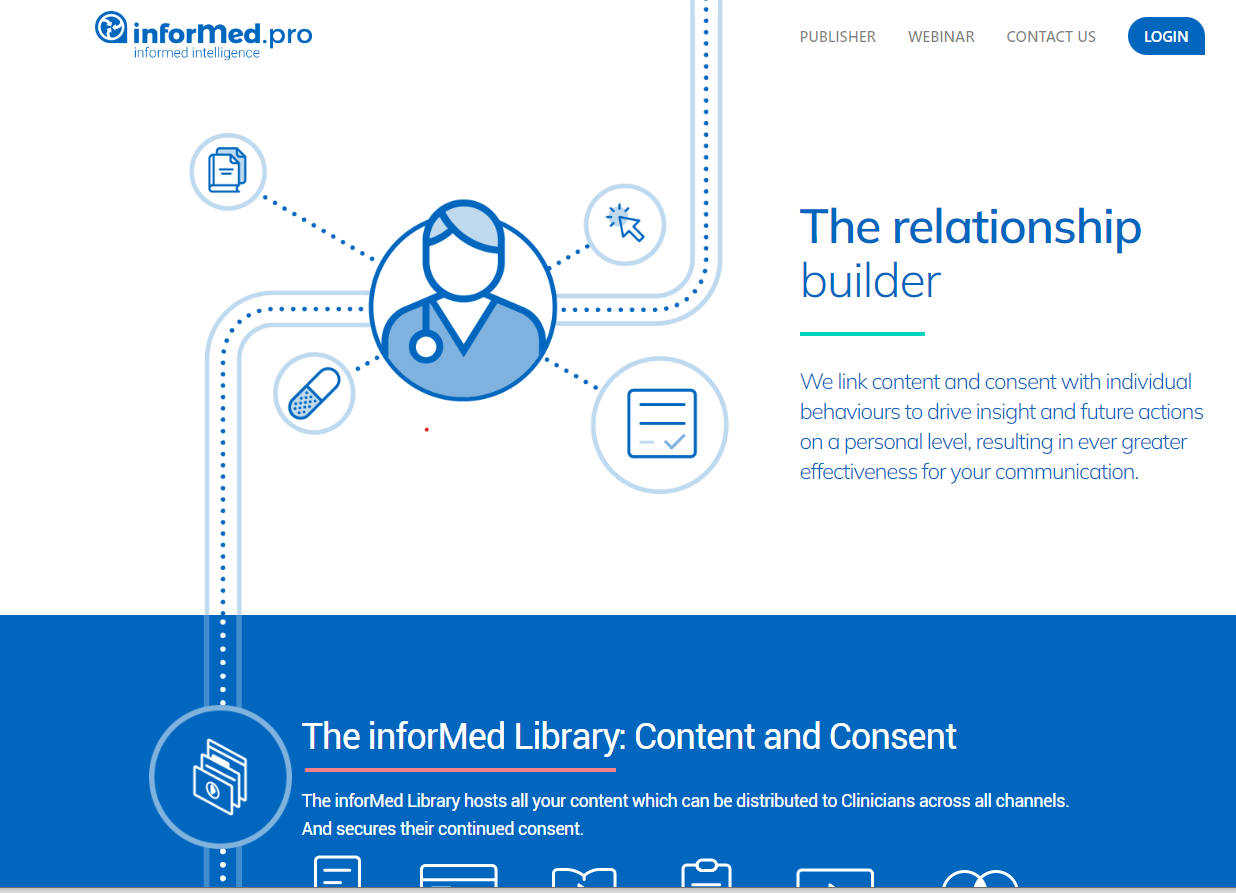 inforMed.pro
informed intelligence
PUBLISHER
WEBINAR
CONTACT US
LOGIN
The relationship
builder
We link content and consent with individual
behaviours to drive insight and future actions
on a personal level, resulting in ever greater
effectiveness for your communication.
The inforMed Library: Content and Consent
The inforMed Library hosts all your content which can be distributed to Clinicians across all channels.
And secures their continued consent.